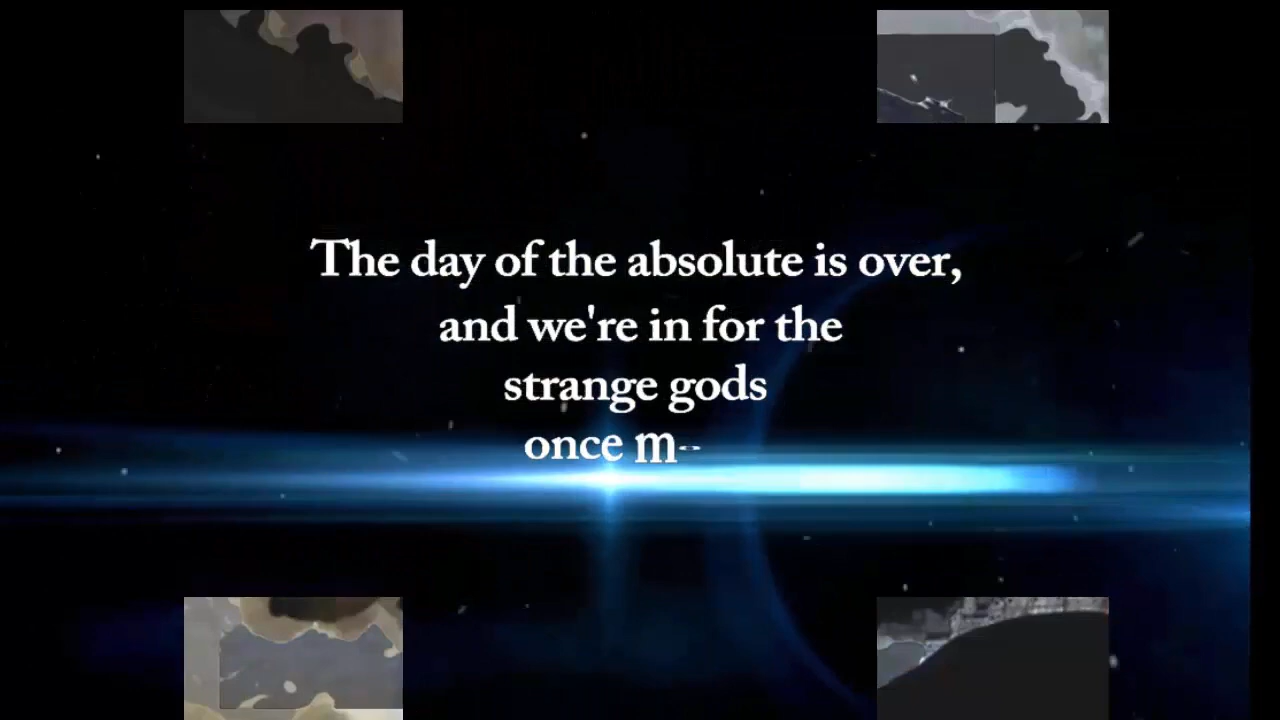 The day of the absolute is over,
and we're in for the
strange gods
once m